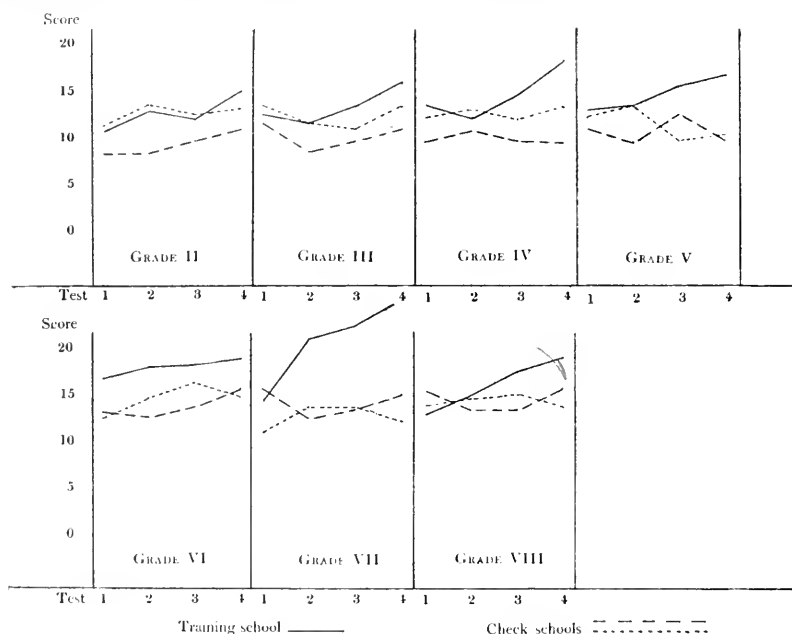 Score
20
15
10
5
0
GRADE II GRADE III GRADE IV GRADE V
Test 1 2 3 4 1 2 3 4 1 2 3 4 1 2 3 4
Score
20
15
10
5
0
GRADE VI GRADE VII GRADE VIII
Test 1 2 3 4 1 2 3 4 1 2 3 4
Training school Check schools